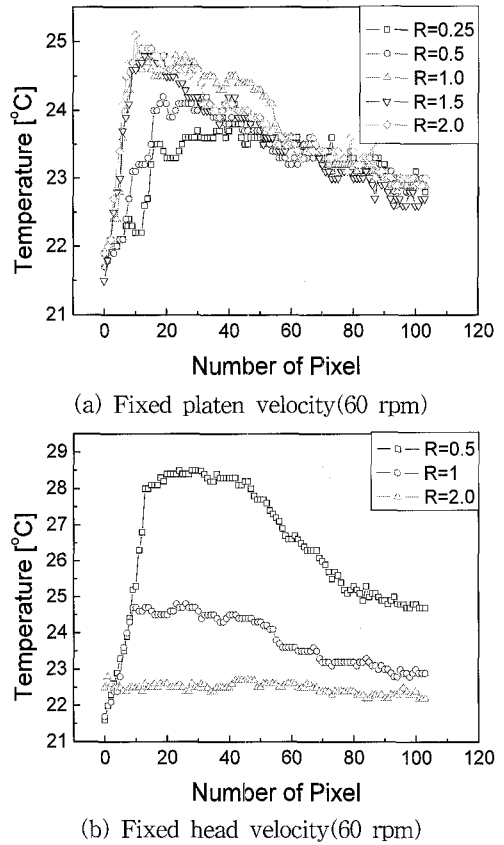 25
24
23
22
21
Temperature [°C]
0 20 40 60 80 100 120
Number of Pixel
R=0.25
R=0.5
R=1.0
R=1.5
R=2.0
(a) Fixed platen velocity(60 rpm)
29
28
27
26
25
24
23
22
21
Temperature [°C]
0 20 40 60 80 100 120
Number of Pixel
R=0.5
R=1
R=2.0
(b) Fixed head velocity(60 rpm)